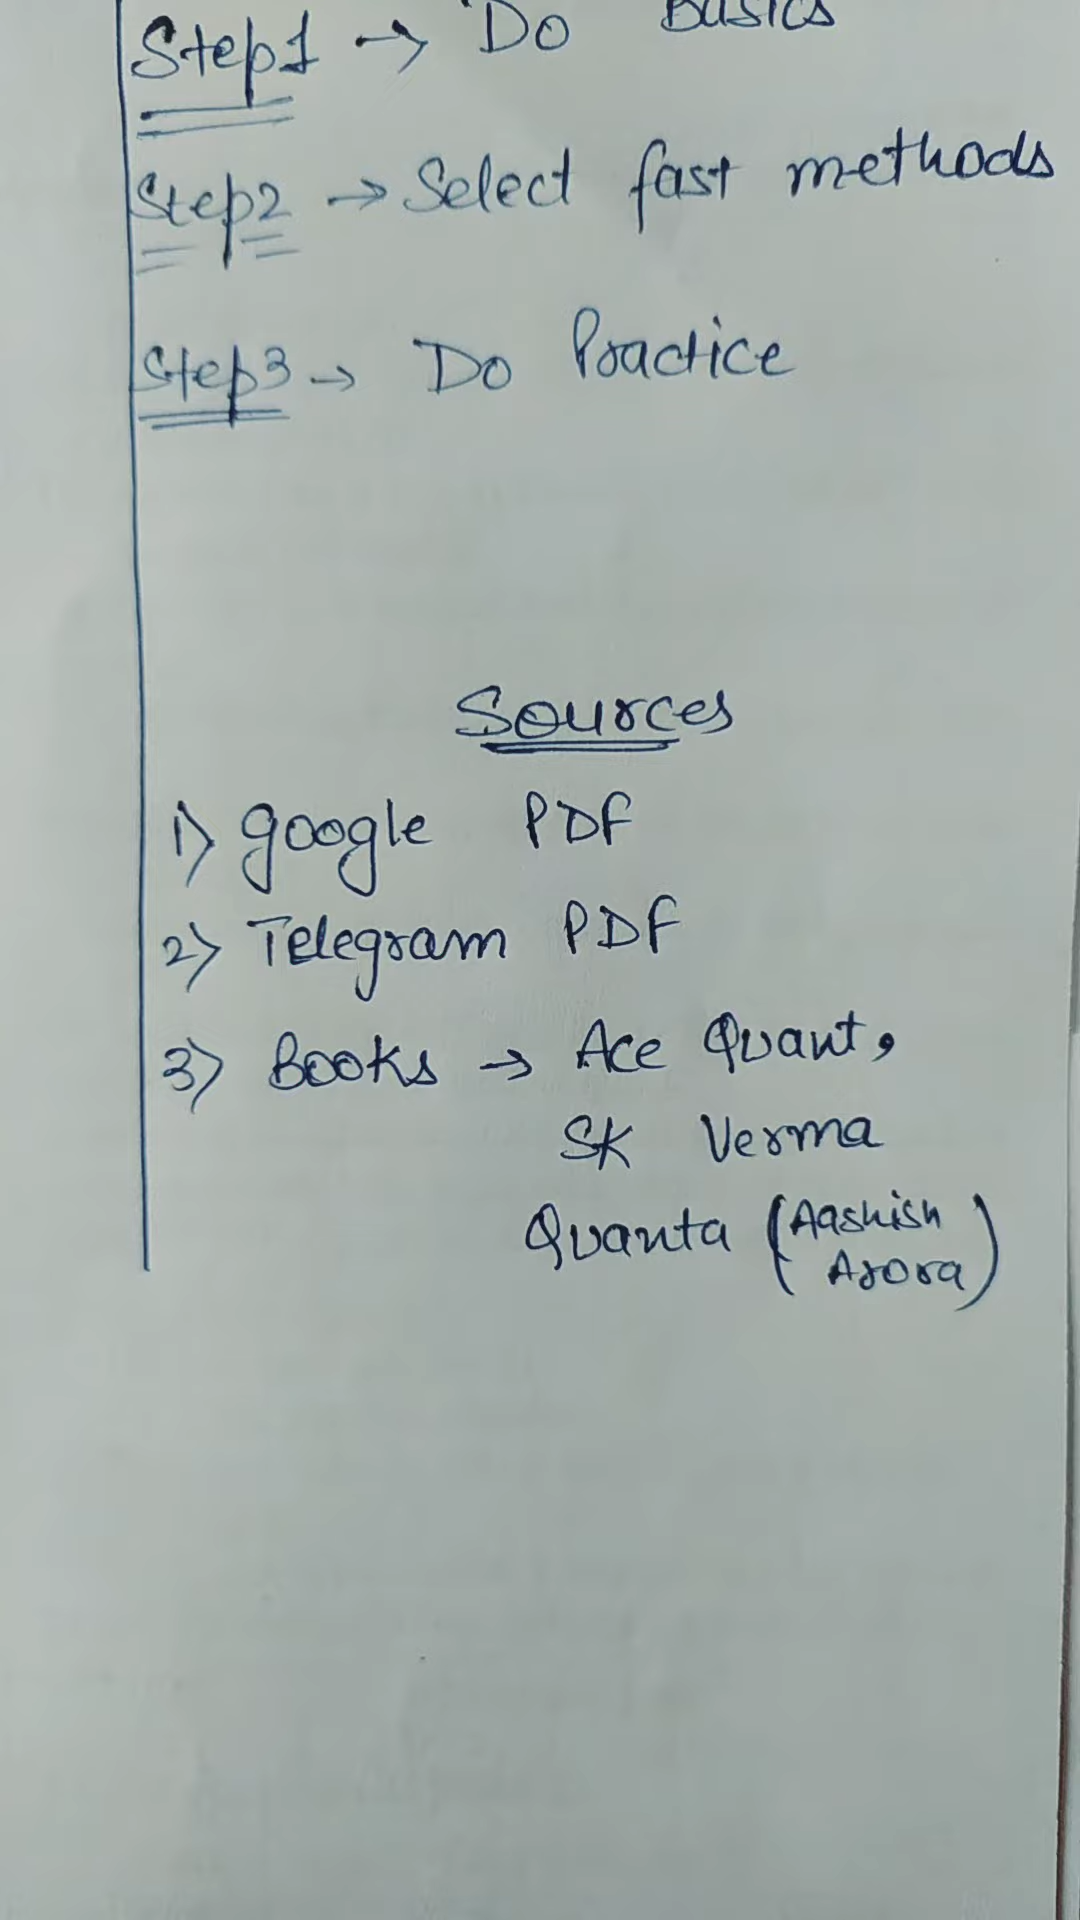 Step1 → Do Basics
Step2 → Select fast methods
Step3 → Do Practice
Sources
1) google PDF
2) Telegram PDF
3) Books → Ace Quant,
SK Verma
Quanta (Aashish
Arora)